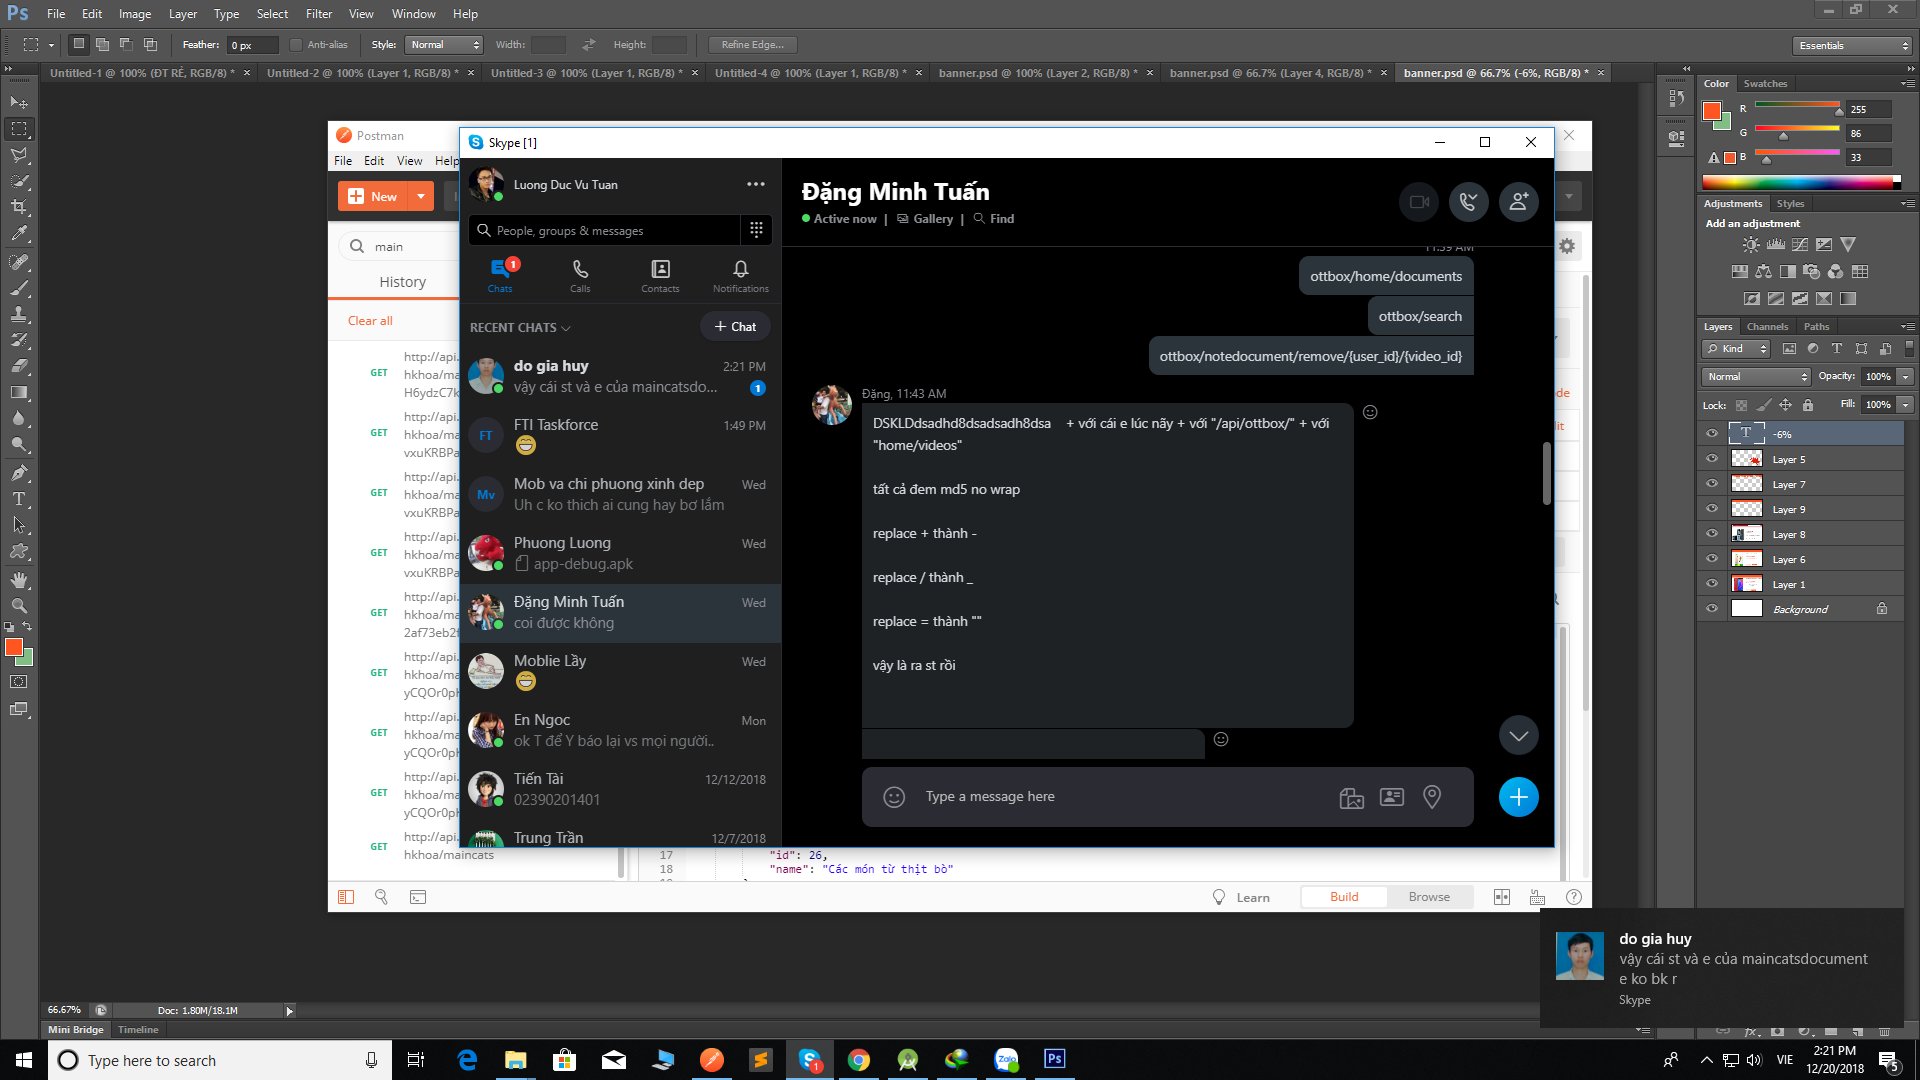 Ps File Edit Image Layer Type Select Filter View Window Help
Feather: 0 px Anti-alias Style: Normal Width: Height: Refine Edge... Essentials
Untitled-1 @ 100% (ĐT RẺ, RGB/8) * × Untitled-2 @ 100% (Layer 1, RGB/8) * × Untitled-3 @ 100% (Layer 1, RGB/8) * × Untitled-4 @ 100% (Layer 1, RGB/8) * × banner.psd @ 100% (Layer 2, RGB/8) * × banner.psd @ 66.7% (Layer 4, RGB/8) * × banner.psd @ 66.7% (-6%, RGB/8) * ×
Postman
File Edit View Help
New
main
History
Clear all
GET http://api.
hkhoa/ma
H6ydzC7k
GET http://api.
hkhoa/ma
vxuKRBPa
GET http://api.
hkhoa/ma
vxuKRBPa
GET http://api.
hkhoa/ma
vxuKRBPa
GET http://api.
hkhoa/ma
2af73eb2f
GET http://api.
hkhoa/ma
yCQOr0pH
GET http://api.
hkhoa/ma
yCQOr0pH
GET http://api.
hkhoa/ma
yCQOr0pH
GET http://api.
hkhoa/maincats
Skype [1]
Luong Duc Vu Tuan
People, groups & messages
1
Chats Calls Contacts Notifications
RECENT CHATS + Chat
do gia huy 2:21 PM
vậy cái st và e của maincatsdo... 1
FT FTI Taskforce 1:49 PM
Mv Mob va chi phuong xinh dep Wed
Uh c ko thich ai cung hay bơ lắm
Phuong Luong Wed
app-debug.apk
Đặng Minh Tuấn Wed
coi được không
Moblie Lầy Wed
En Ngoc Mon
ok T để Y báo lại vs mọi người..
Tiến Tài 12/12/2018
02390201401
Trung Trần 12/7/2018
Đặng Minh Tuấn
Active now | Gallery | Find
11:39 AM
ottbox/home/documents
ottbox/search
ottbox/notedocument/remove/{user_id}/{video_id}
Đặng, 11:43 AM
DSKLDdsadhd8dsadsadh8dsa + với cái e lúc nãy + với "/api/ottbox/" + với
"home/videos"
tất cả đem md5 no wrap
replace + thành -
replace / thành _
replace = thành ""
vậy là ra st rồi
Type a message here
de
it
17 "id": 26,
18 "name": "Các món từ thịt bò"
Learn Build Browse
Color Swatches
R 255
G 86
B 33
Adjustments Styles
Add an adjustment
Layers Channels Paths
Kind
Normal Opacity: 100%
Lock: Fill: 100%
T -6%
Layer 5
Layer 7
Layer 9
Layer 8
Layer 6
Layer 1
Background
do gia huy
vậy cái st và e của maincatsdocument
e ko bk r
Skype
66.67% Doc: 1.80M/18.1M
Mini Bridge Timeline
Type here to search
1
Zalo
Ps
VIE
2:21 PM
12/20/2018
5